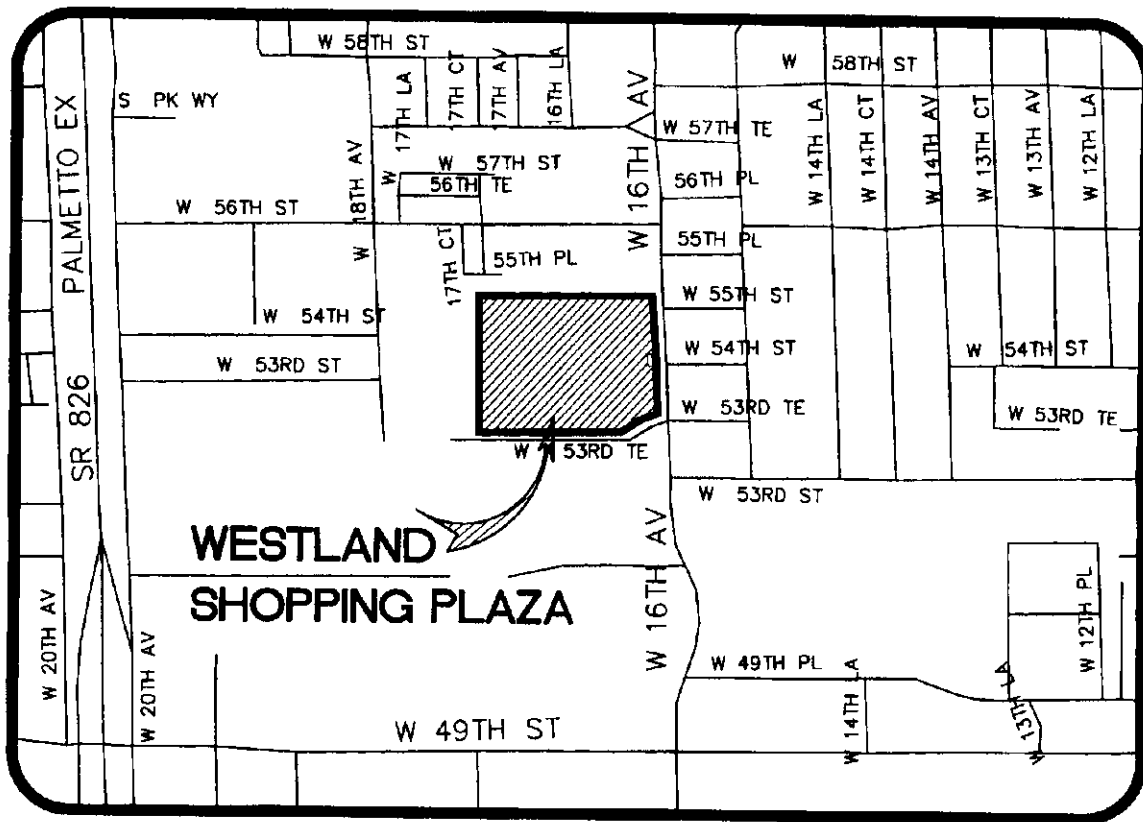 W 58TH ST
W 58TH ST
S PK WY
PALMETTO EX
SR 826
W 18TH AV
W 17TH LA
17TH CT
17TH AV
16TH LA
W 16TH AV
W 57TH TE
W 57TH ST
56TH TE
56TH PL
W 56TH ST
W
55TH PL
17TH CT
55TH PL
W 14TH LA
W 14TH CT
W 14TH AV
W 13TH CT
W 13TH AV
W 12TH LA
W 55TH ST
W 54TH ST
W 54TH ST
W 54TH ST
W 53RD ST
W 53RD TE
W 53RD TE
W 53RD TE
W 53RD ST
WESTLAND
SHOPPING PLAZA
W 16TH AV
W 20TH AV
W 20TH AV
W 49TH PL
W 14TH LA
W 13TH LA
W 12TH PL
W 49TH ST